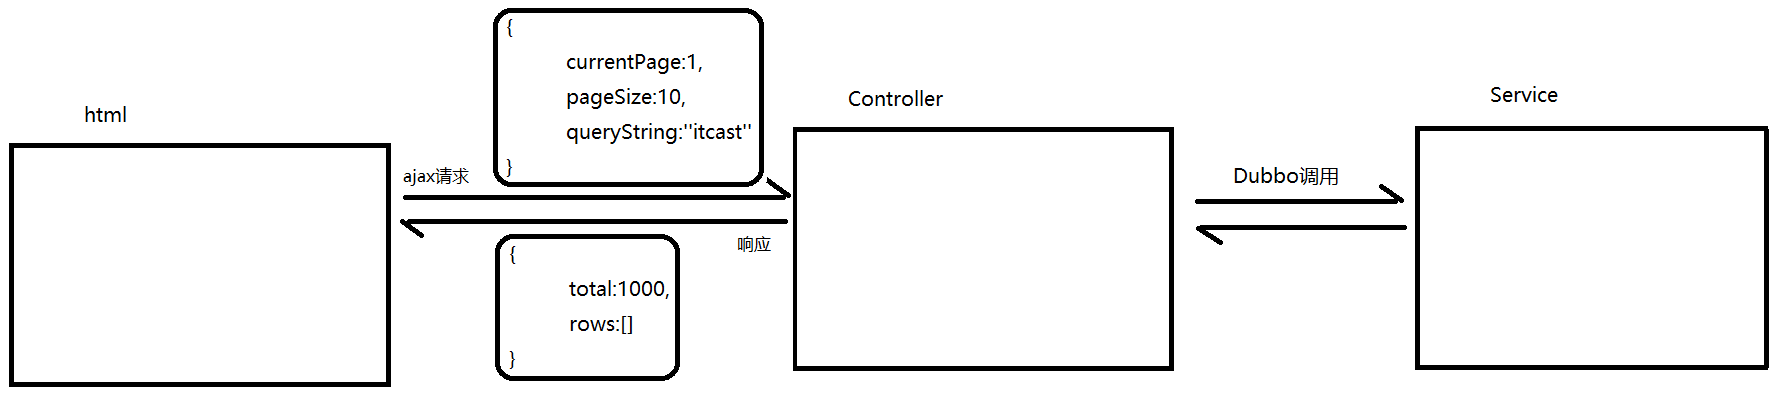 html
ajax请求
{
currentPage:1,
pageSize:10,
queryString:''itcast''
}
响应
{
total:1000,
rows:[]
}
Controller
Dubbo调用
Service